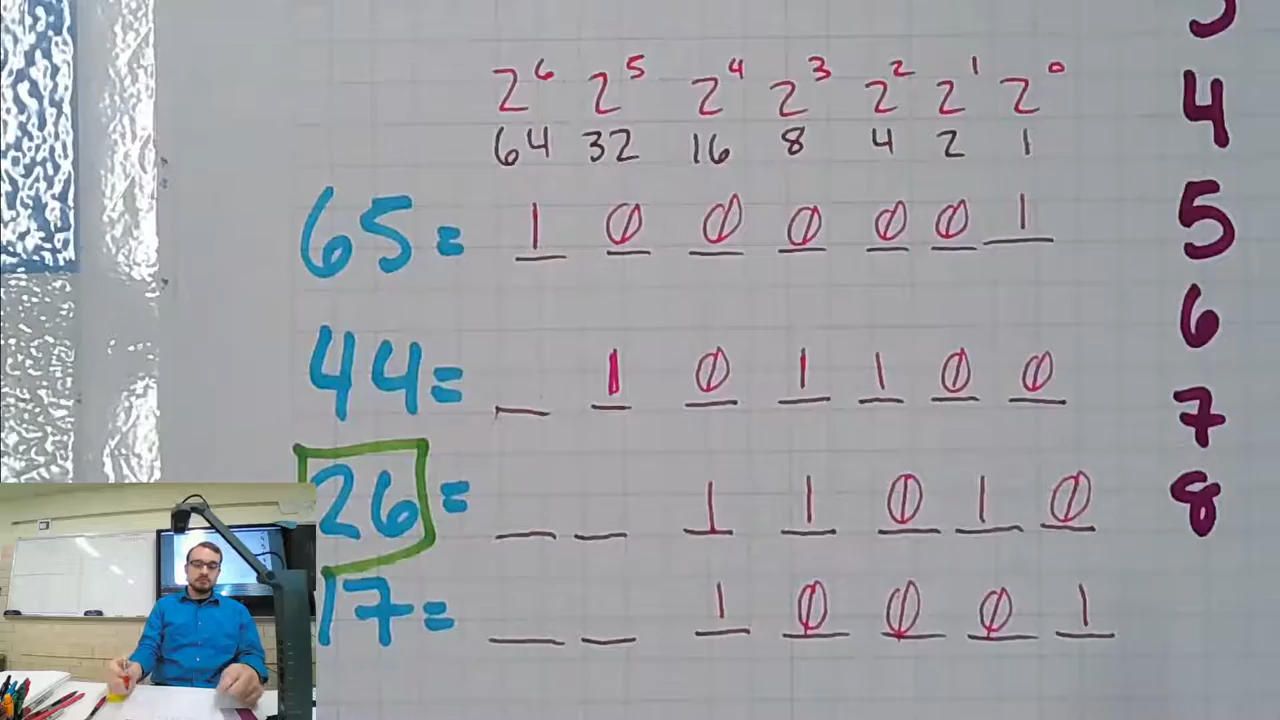 2⁶ 2⁵ 2⁴ 2³ 2² 2¹ 2⁰
64 32 16 8 4 2 1
65= 1 0 0 0 0 0 1
44= _ 1 0 1 1 0 0
26= _ _ 1 1 0 1 0
17= _ _ 1 0 0 0 1
4
5
6
7
8